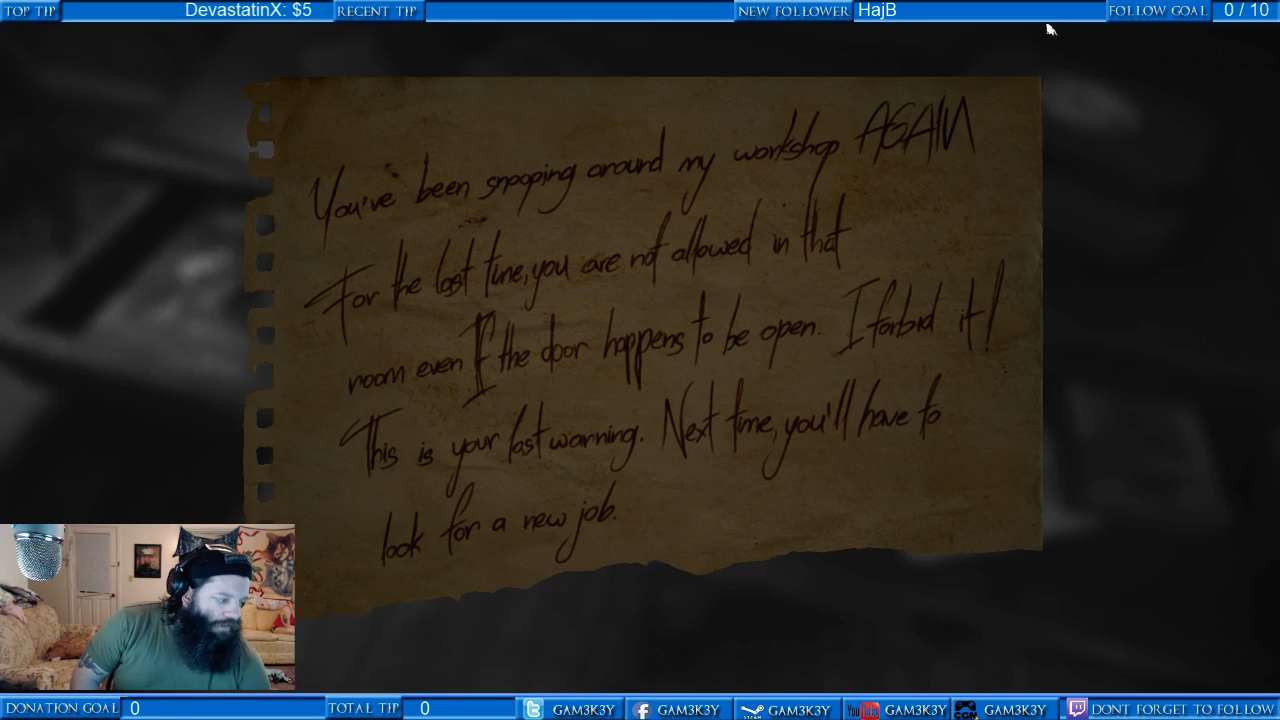 TOP TIP DevastatinX: $5 RECENT TIP NEW FOLLOWER HajB FOLLOW GOAL 0 / 10
You've been snooping around my workshop AGAIN
For the last time, you are not allowed in that
room even If the door happens to be open. I forbid it!
This is your last warning. Next time, you'll have to
look for a new job.
DONATION GOAL 0 TOTAL TIP 0 GAM3K3Y GAM3K3Y STEAM GAM3K3Y YouTube GAM3K3Y .COM GAM3K3Y DONT FORGET TO FOLLOW